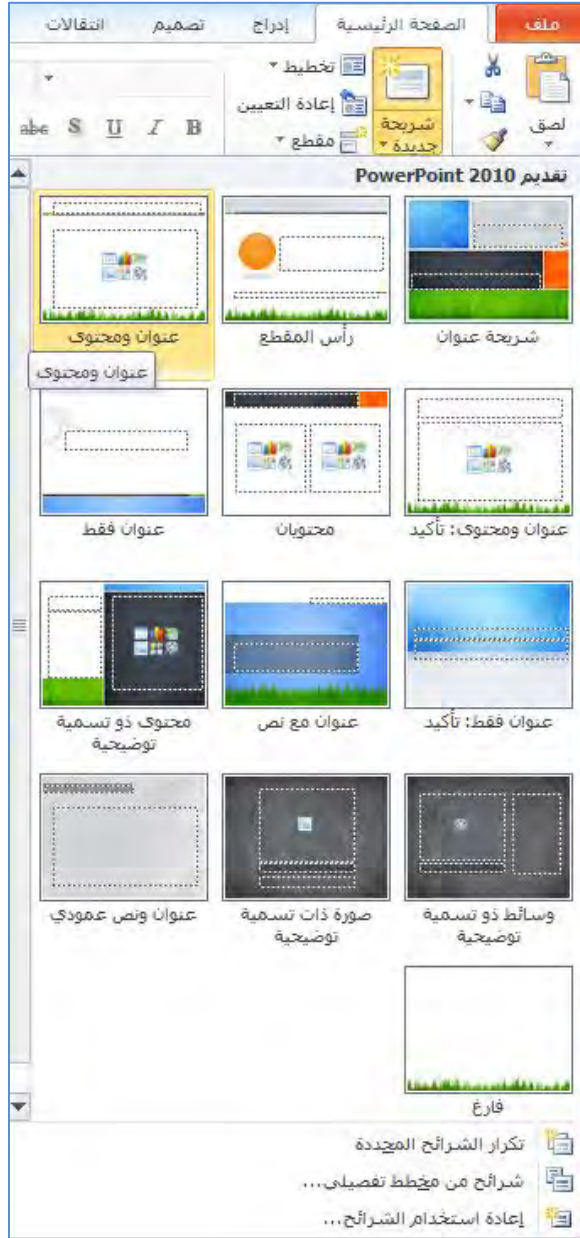 ملف الصفحة الرئيسية إدراج تصميم انتقالات
لصق
شريحة جديدة
تخطيط
إعادة التعيين
مقطع
B I U S abc
تقديم PowerPoint 2010
شريحة عنوان رأس المقطع عنوان ومحتوى
عنوان ومحتوى
عنوان ومحتوى: تأكيد محتويان عنوان فقط
عنوان فقط: تأكيد عنوان مع نص محتوى ذو تسمية
توضيحية
وسائط ذو تسمية صورة ذات تسمية عنوان ونص عمودي
توضيحية توضيحية
فارغ
تكرار الشرائح المحددة
شرائح من مخطط تفصيلي...
إعادة استخدام الشرائح...